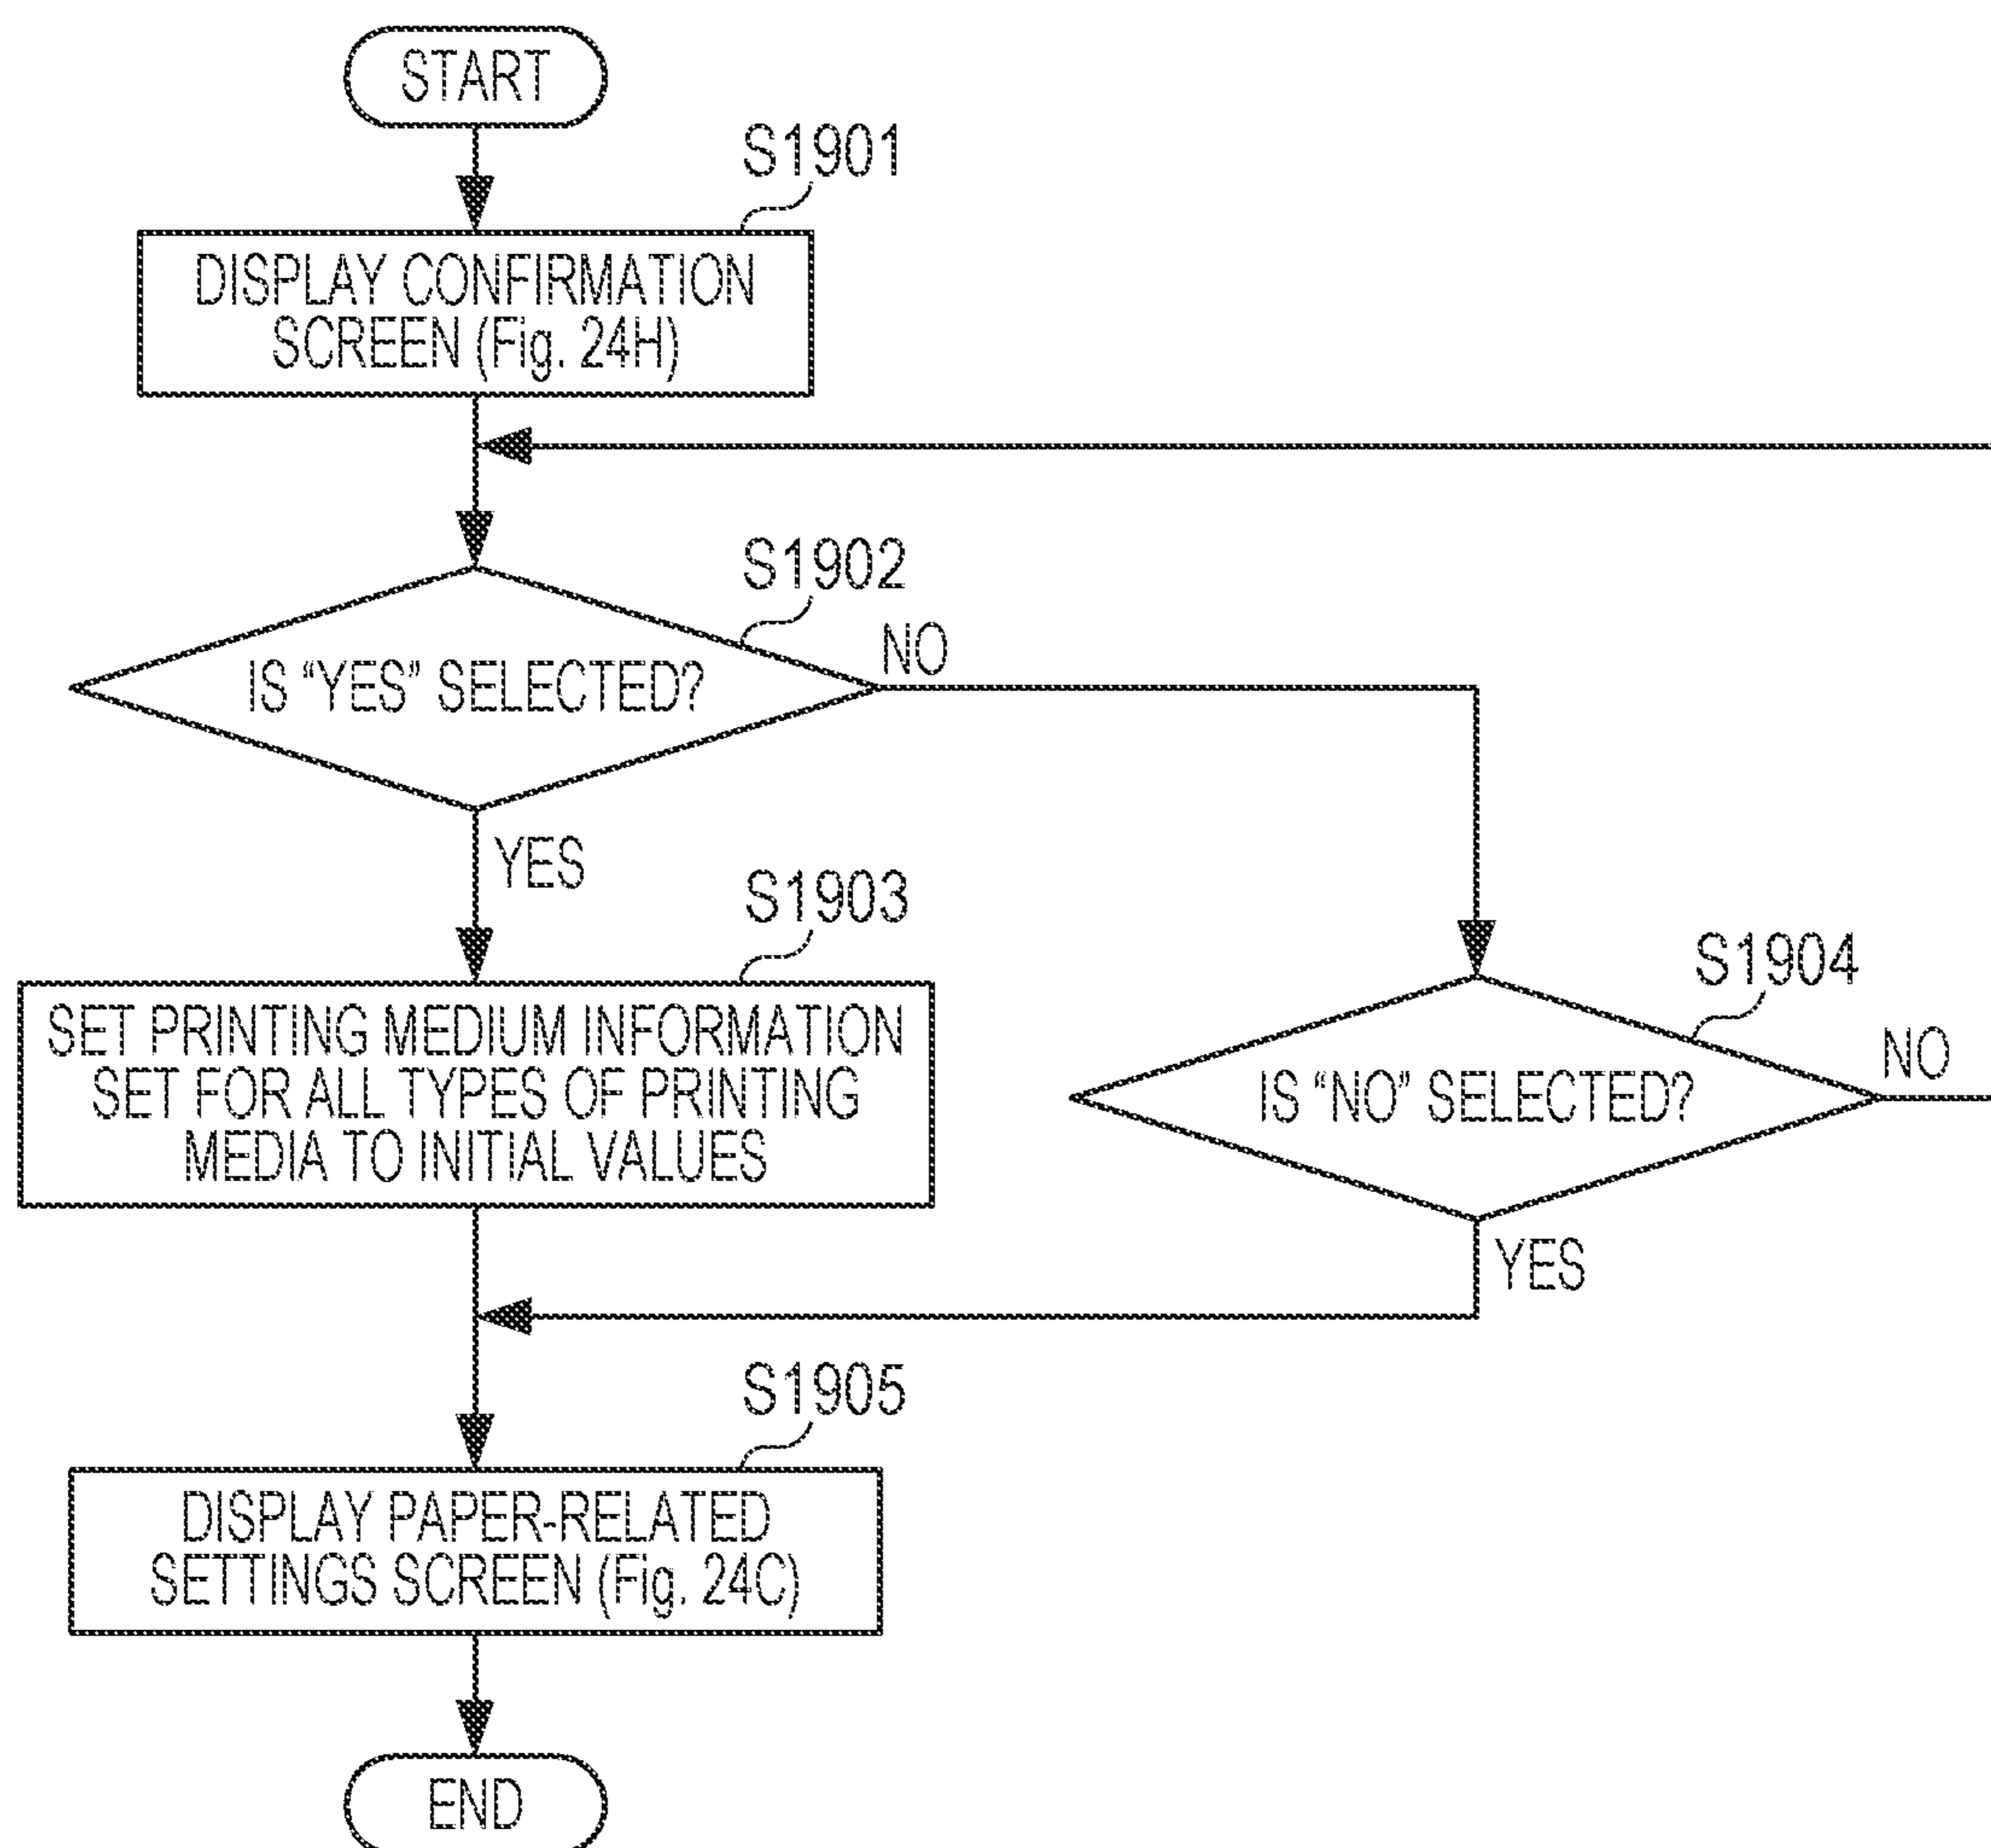 START
S1901
DISPLAY CONFIRMATION
SCREEN (Fig. 24H)
S1902
IS “YES” SELECTED?
NO
YES
S1903
SET PRINTING MEDIUM INFORMATION
SET FOR ALL TYPES OF PRINTING
MEDIA TO INITIAL VALUES
S1904
IS “NO” SELECTED?
NO
YES
S1905
DISPLAY PAPER-RELATED
SETTINGS SCREEN (Fig. 24C)
END